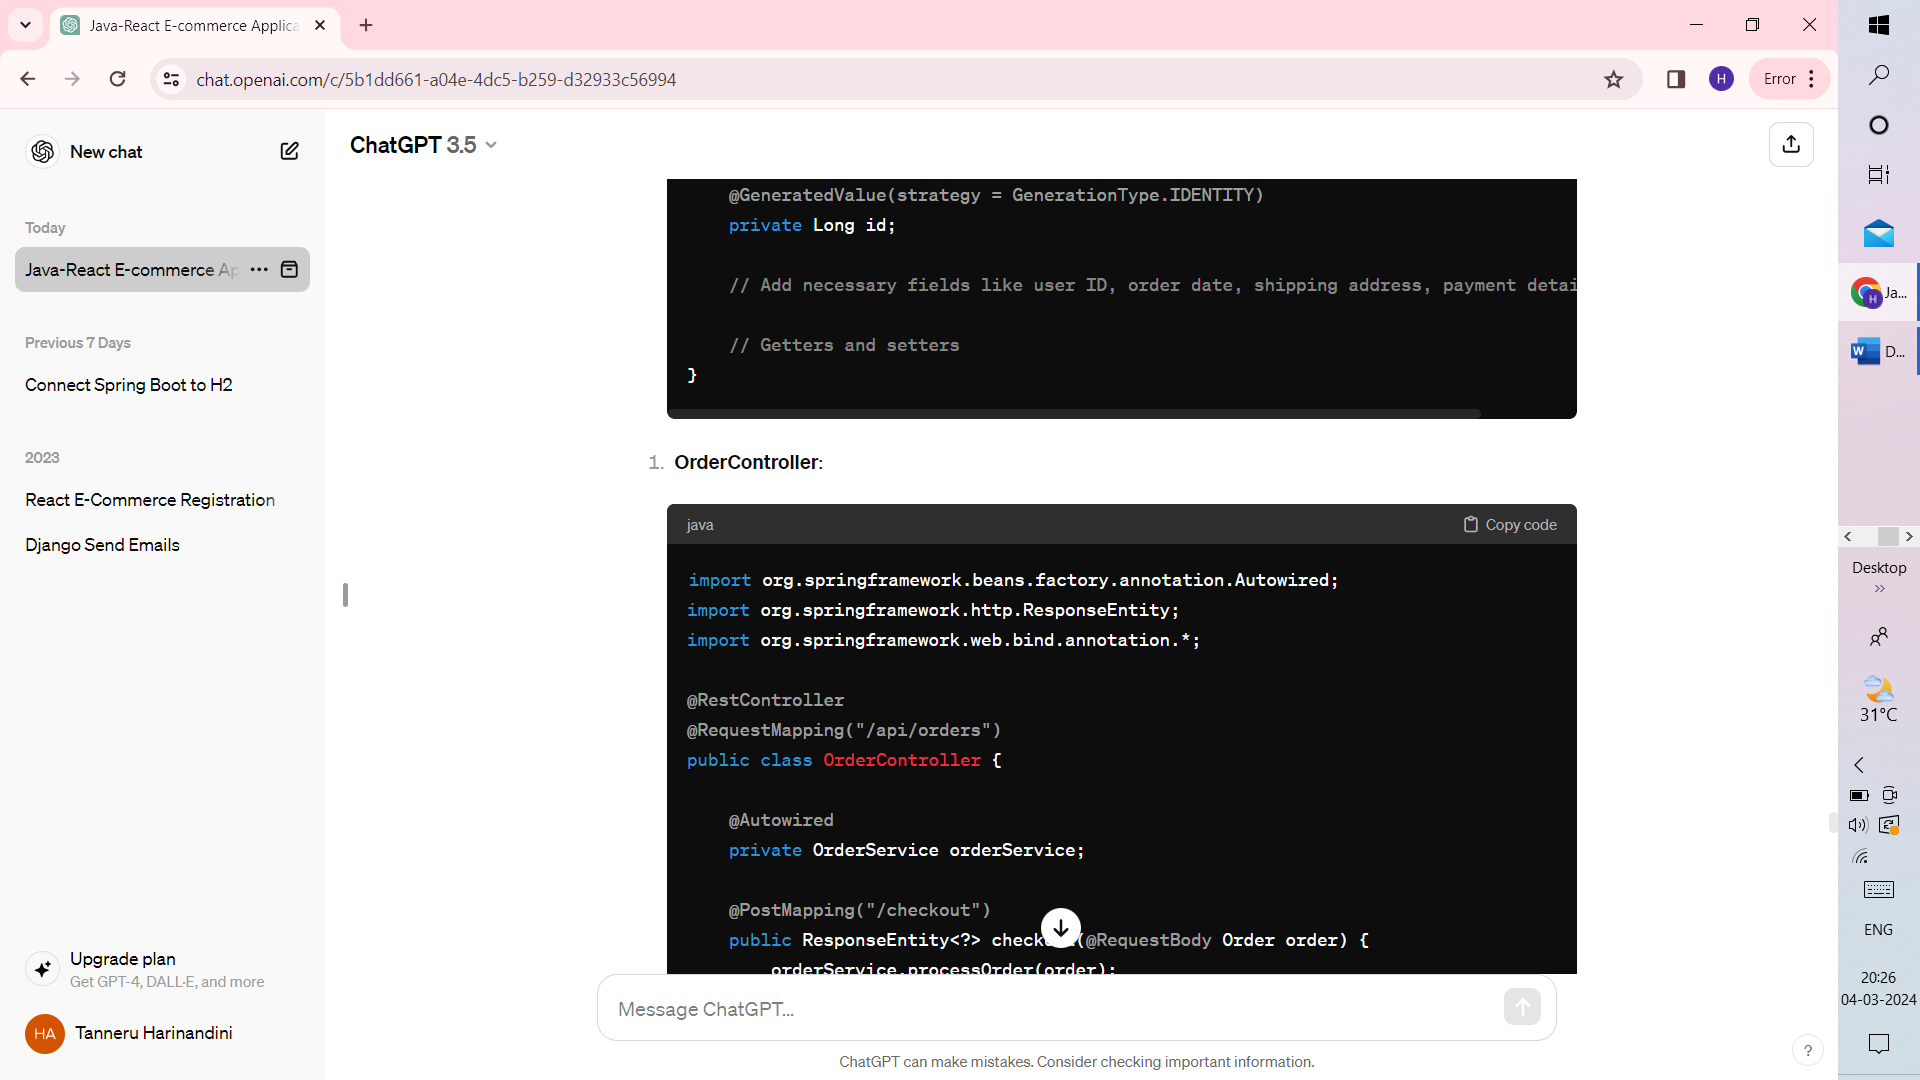 Java-React E-commerce Applica
chat.openai.com/c/5b1dd661-a04e-4dc5-b259-d32933c56994
H
Error
New chat
Today
Java-React E-commerce Ap
Previous 7 Days
Connect Spring Boot to H2
2023
React E-Commerce Registration
Django Send Emails
Upgrade plan
Get GPT-4, DALL·E, and more
HA
Tanneru Harinandini
ChatGPT 3.5
@GeneratedValue(strategy = GenerationType.IDENTITY)
private Long id;
// Add necessary fields like user ID, order date, shipping address, payment detai
// Getters and setters
}
1. OrderController:
java
Copy code
import org.springframework.beans.factory.annotation.Autowired;
import org.springframework.http.ResponseEntity;
import org.springframework.web.bind.annotation.*;
@RestController
@RequestMapping("/api/orders")
public class OrderController {
@Autowired
private OrderService orderService;
@PostMapping("/checkout")
public ResponseEntity<?> check (@RequestBody Order order) {
orderService.processOrder(order);
Message ChatGPT...
ChatGPT can make mistakes. Consider checking important information.
?
H
Ja...
W
D...
Desktop
31°C
ENG
20:26
04-03-2024